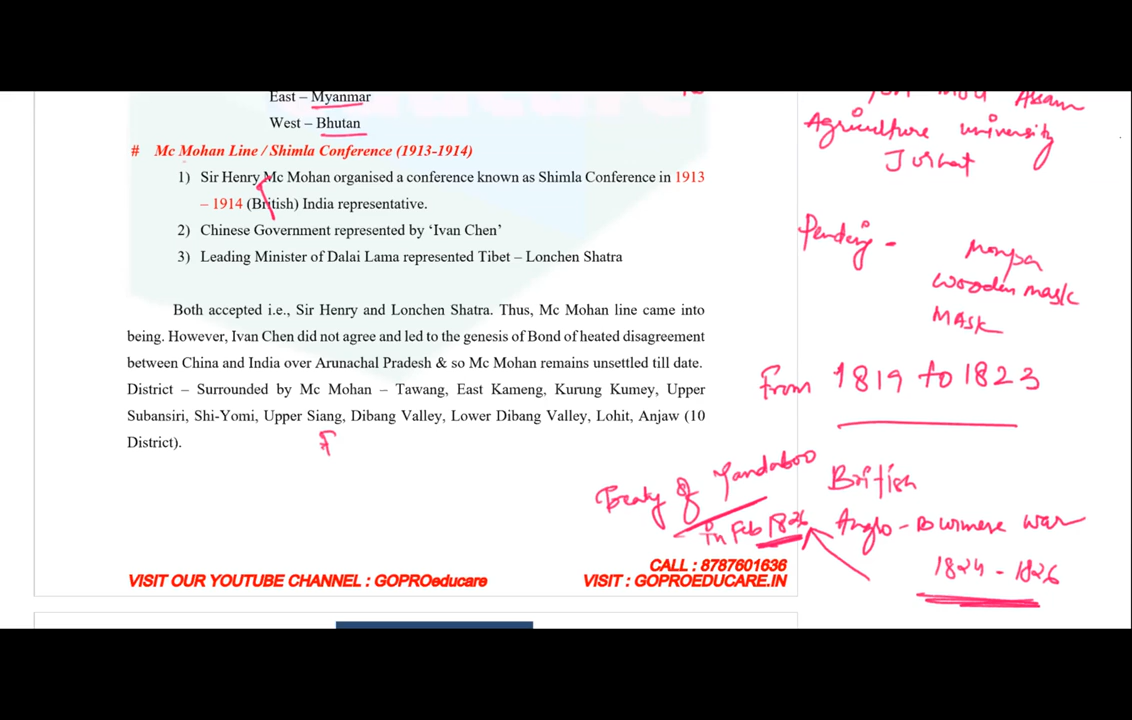 East – Myanmar
West – Bhutan
# Mc Mohan Line / Shimla Conference (1913-1914)
1) Sir Henry Mc Mohan organised a conference known as Shimla Conference in 1913
– 1914 (British) India representative.
2) Chinese Government represented by ‘Ivan Chen’
3) Leading Minister of Dalai Lama represented Tibet – Lonchen Shatra
Both accepted i.e., Sir Henry and Lonchen Shatra. Thus, Mc Mohan line came into
being. However, Ivan Chen did not agree and led to the genesis of Bond of heated disagreement
between China and India over Arunachal Pradesh & so Mc Mohan remains unsettled till date.
District – Surrounded by Mc Mohan – Tawang, East Kameng, Kurung Kumey, Upper
Subansiri, Shi-Yomi, Upper Siang, Dibang Valley, Lower Dibang Valley, Lohit, Anjaw (10
District).
VISIT OUR YOUTUBE CHANNEL : GOPROeducare
CALL : 8787601636
VISIT : GOPROEDUCARE.IN
Assam
Agriculture university
Jorhat
Pending -
Monpa
Wooden mask
MASK
From 1819 to 1823
Treaty of Yandaboo
in Feb 1826
British
Anglo - Burmese war
1824 - 1826